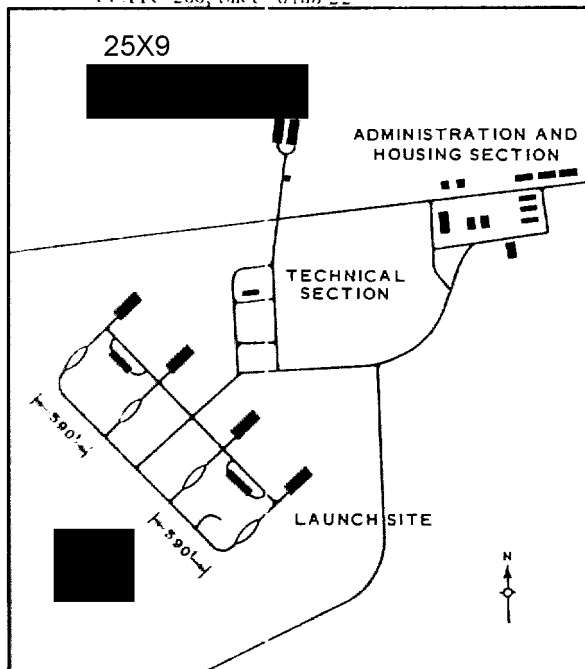 25X9
ADMINISTRATION AND
HOUSING SECTION
TECHNICAL
SECTION
590'
LAUNCH SITE
590'
N